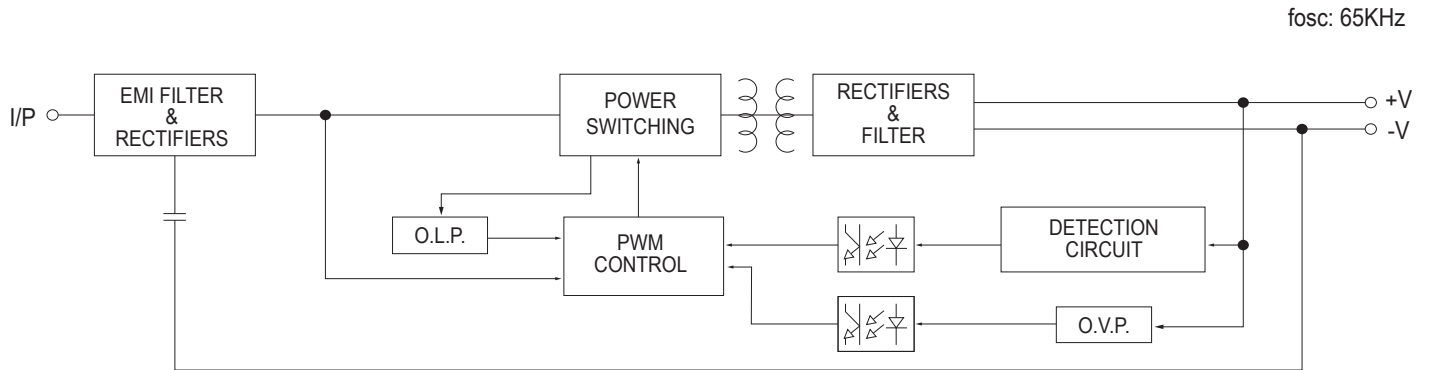 fosc: 65KHz
I/P
EMI FILTER
&
RECTIFIERS
POWER
SWITCHING
RECTIFIERS
&
FILTER
+V
-V
O.L.P.
PWM
CONTROL
DETECTION
CIRCUIT
O.V.P.